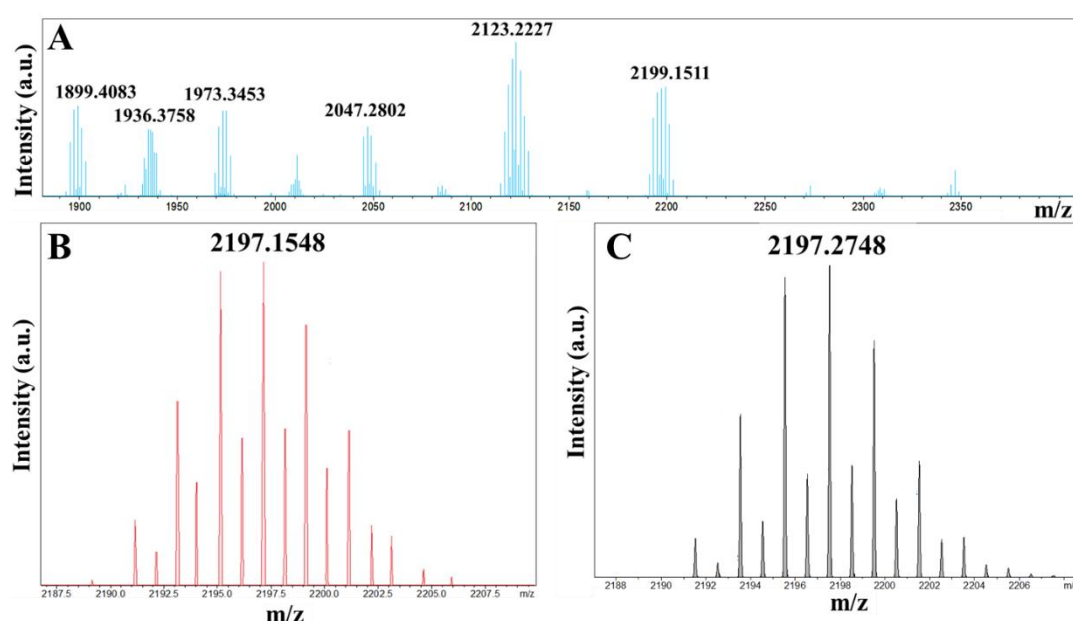 A
Intensity (a.u.)
1899.4083
1936.3758
1973.3453
2047.2802
2123.2227
2199.1511
1900 1950 2000 2050 2100 2150 2200 2250 2300 2350
m/z
B
2197.1548
Intensity (a.u.)
2187.5 2190.0 2192.5 2195.0 2197.5 2200.0 2202.5 2205.0 2207.5 m/z
m/z
C
2197.2748
Intensity (a.u.)
2188 2190 2192 2194 2196 2198 2200 2202 2204 2206
m/z